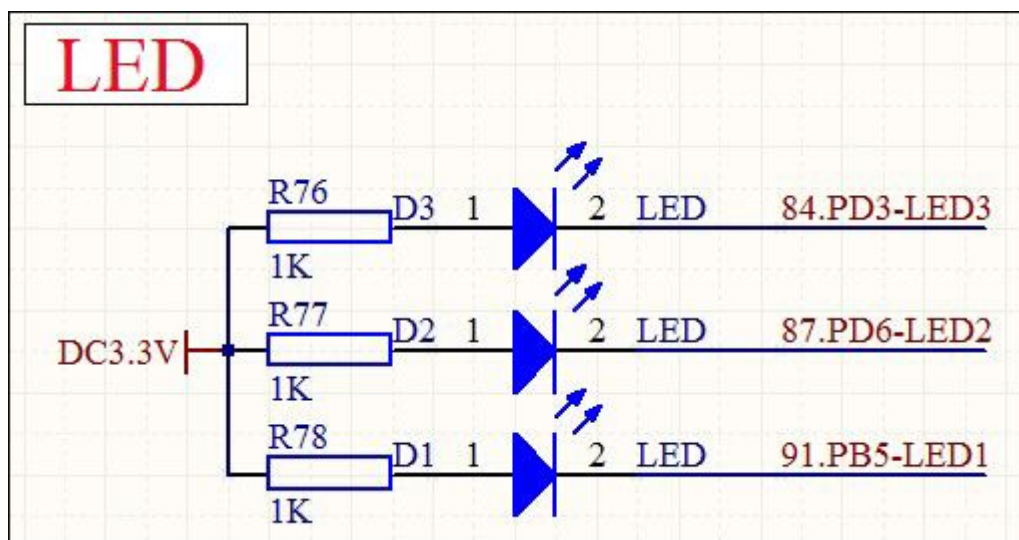 LED
R76
D3 1 2 LED 84.PD3-LED3
1K
R77
DC3.3V D2 1 2 LED 87.PD6-LED2
1K
R78
D1 1 2 LED 91.PB5-LED1
1K